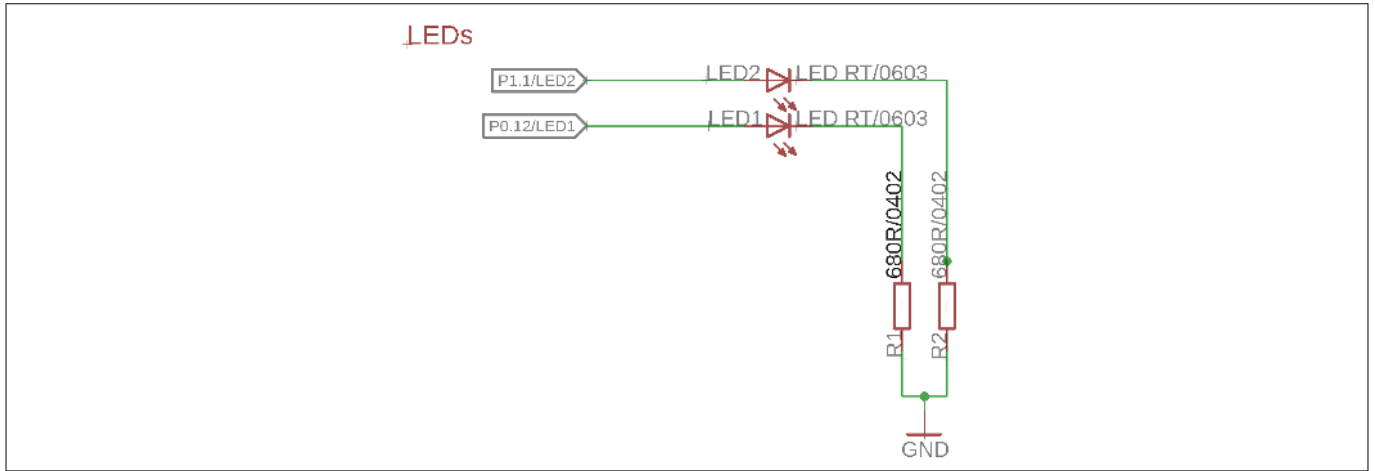 LEDs
P1.1/LED2
LED2
LED RT/0603
P0.12/LED1
LED1
LED RT/0603
680R/0402
680R/0402
R1
R2
GND